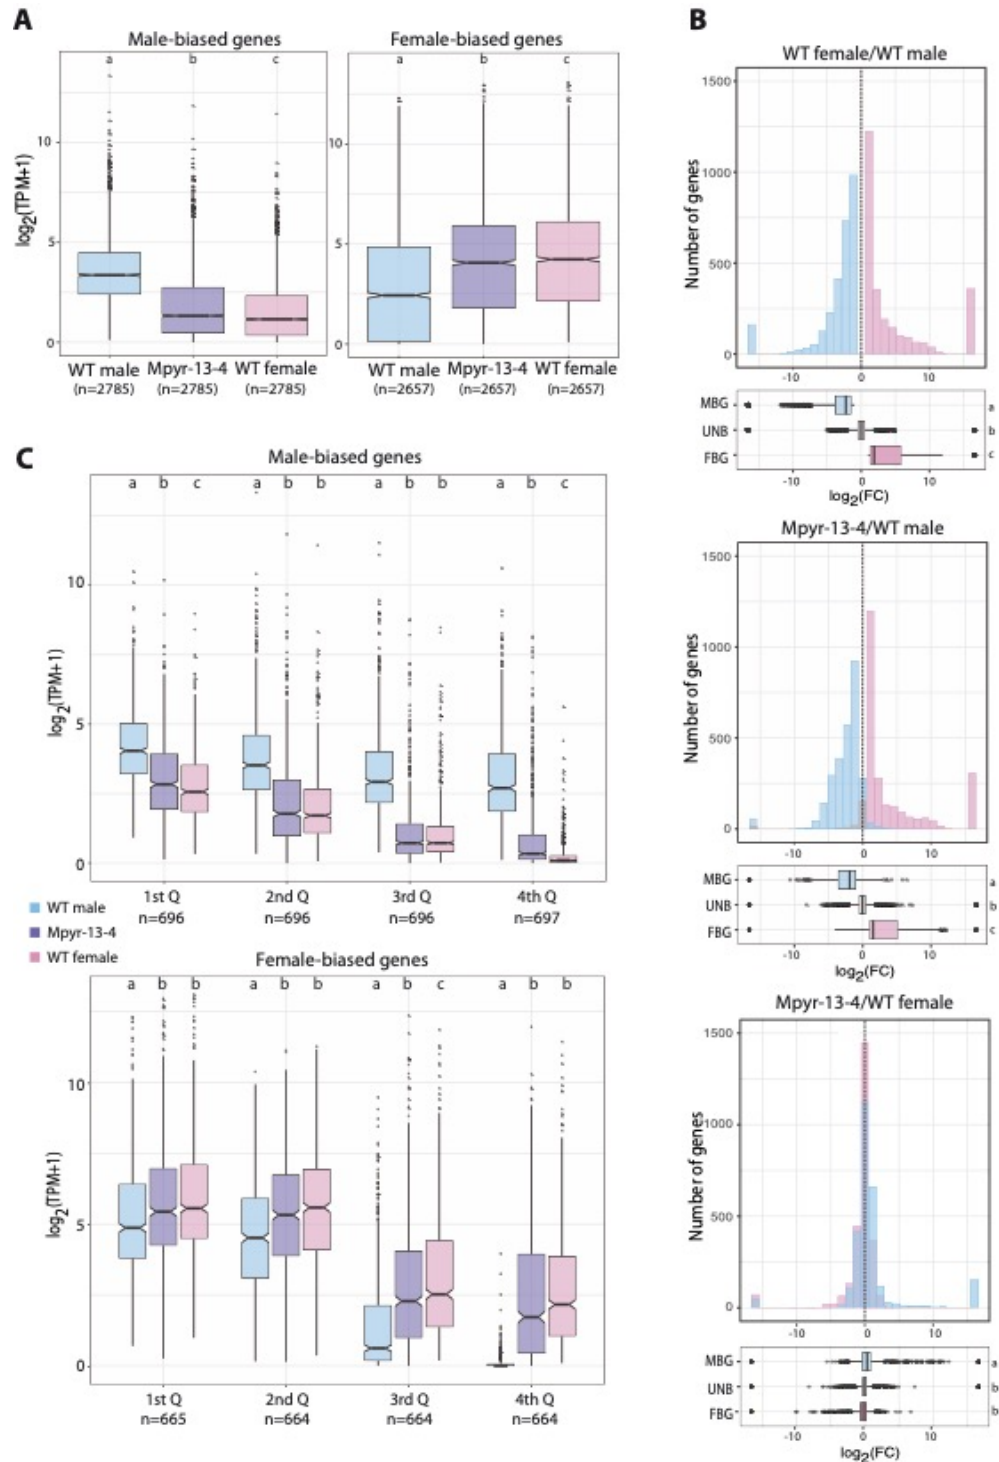 A
Male-biased genes
Female-biased genes
a b c
a b c
log2(TPM+1)
10
5
0
10
5
0
WT male Mpyr-13-4 WT female
(n=2785) (n=2785) (n=2785)
WT male Mpyr-13-4 WT female
(n=2657) (n=2657) (n=2657)
B
WT female/WT male
Number of genes
1500
1000
500
0
-10 0 10
MBG a
UNB b
FBG c
-10 0 10
log2(FC)
Mpyr-13-4/WT male
Number of genes
1500
1000
500
0
-10 0 10
MBG a
UNB b
FBG c
-10 0 10
log2(FC)
Mpyr-13-4/WT female
Number of genes
1500
1000
500
0
-10 0 10
MBG a
UNB b
FBG b
-10 0 10
log2(FC)
C
Male-biased genes
a b c a b b a b b a b c
log2(TPM+1)
10
5
0
1st Q 2nd Q 3rd Q 4th Q
n=696 n=696 n=696 n=697
WT male
Mpyr-13-4
WT female
Female-biased genes
a b b a b b a b c a b b
log2(TPM+1)
10
5
0
1st Q 2nd Q 3rd Q 4th Q
n=665 n=664 n=664 n=664